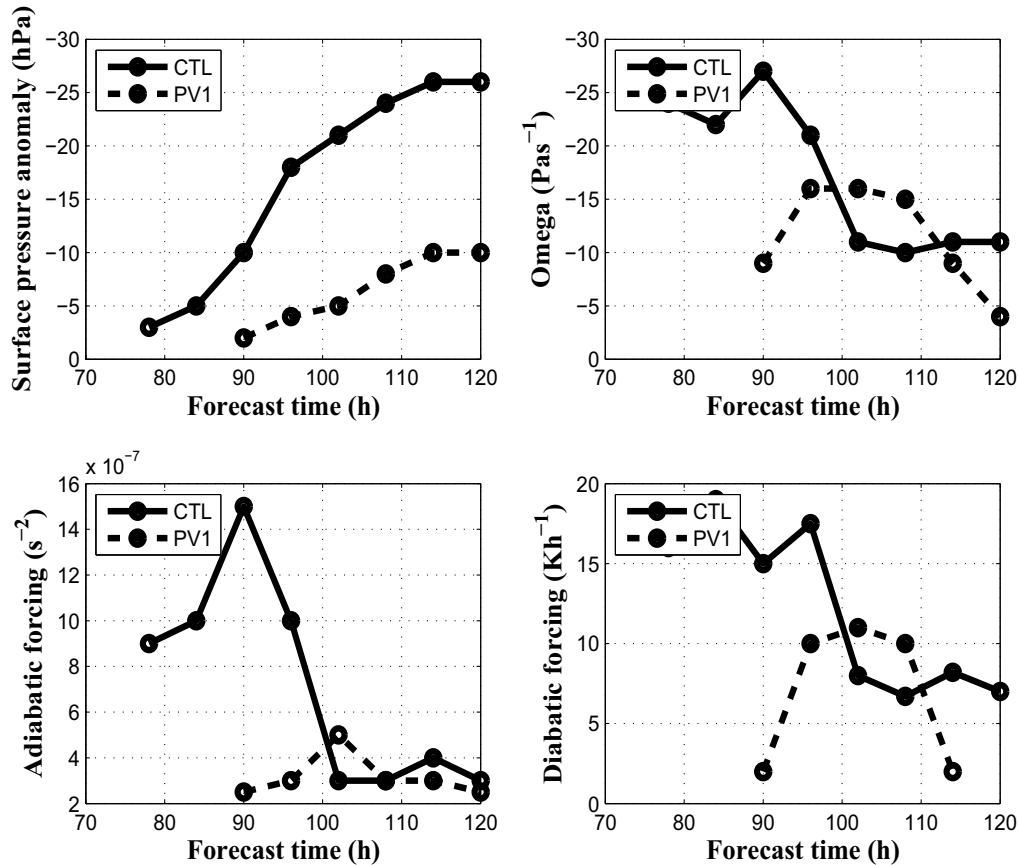 Surface pressure anomaly (hPa)
−30
−25
−20
−15
−10
−5
0
CTL
PV1
70 80 90 100 110 120
Forecast time (h)
Omega (Pas⁻¹)
−30
−25
−20
−15
−10
−5
0
CTL
PV1
70 80 90 100 110 120
Forecast time (h)
Adiabatic forcing (s⁻²)
x 10⁻⁷
16
14
12
10
8
6
4
2
CTL
PV1
70 80 90 100 110 120
Forecast time (h)
Diabatic forcing (Kh⁻¹)
20
15
10
5
0
CTL
PV1
70 80 90 100 110 120
Forecast time (h)